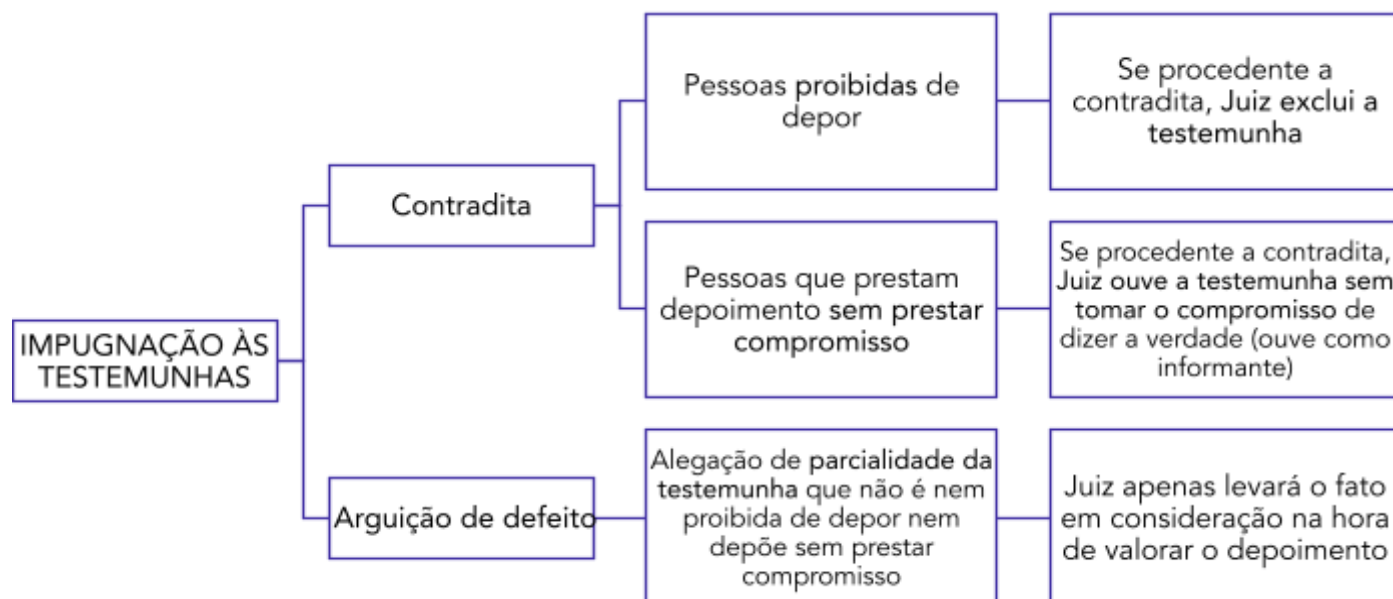 IMPUGNAÇÃO ÀS
TESTEMUNHAS
Contradita
Pessoas proibidas de
depor
Se procedente a
contradita, Juiz exclui a
testemunha
Pessoas que prestam
depoimento sem prestar
compromisso
Se procedente a contradita,
Juiz ouve a testemunha sem
tomar o compromisso de
dizer a verdade (ouve como
informante)
Arguição de defeito
Alegação de parcialidade da
testemunha que não é nem
proibida de depor nem
depõe sem prestar
compromisso
Juiz apenas levará o fato
em consideração na hora
de valorar o depoimento